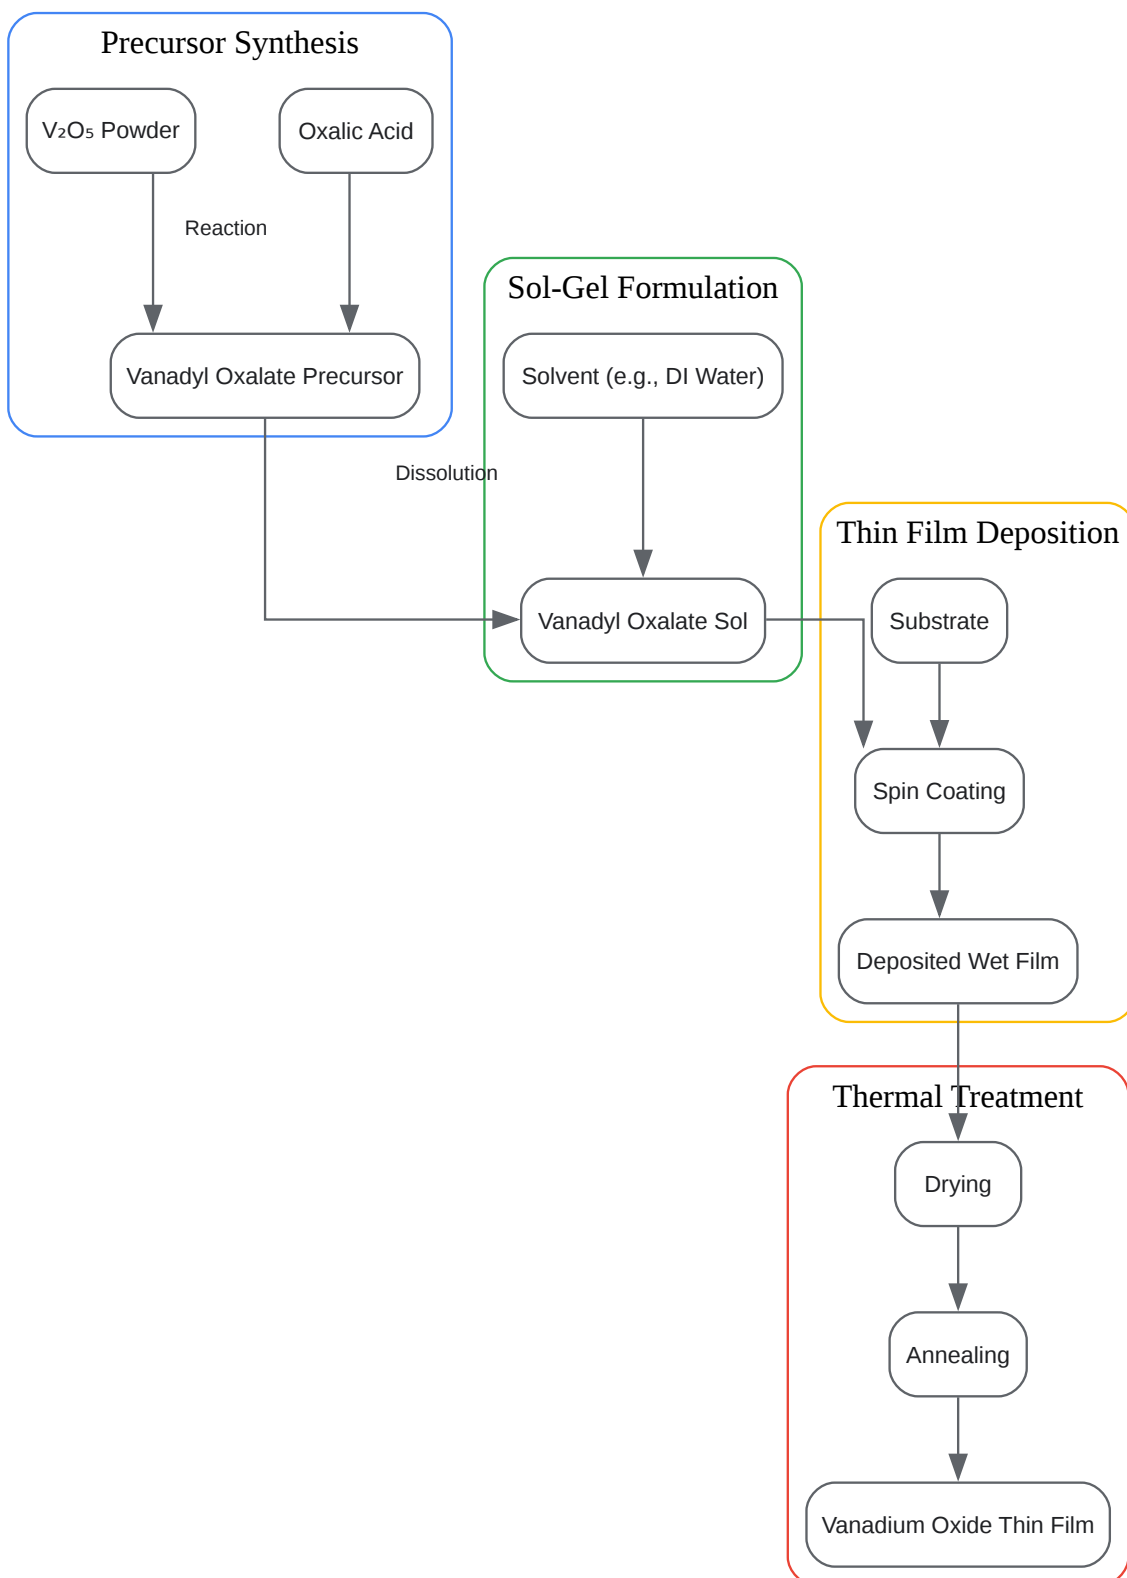 Precursor Synthesis
V₂O₅ Powder
Oxalic Acid
Reaction
Vanadyl Oxalate Precursor
Sol-Gel Formulation
Solvent (e.g., DI Water)
Dissolution
Vanadyl Oxalate Sol
Thin Film Deposition
Substrate
Spin Coating
Deposited Wet Film
Thermal Treatment
Drying
Annealing
Vanadium Oxide Thin Film